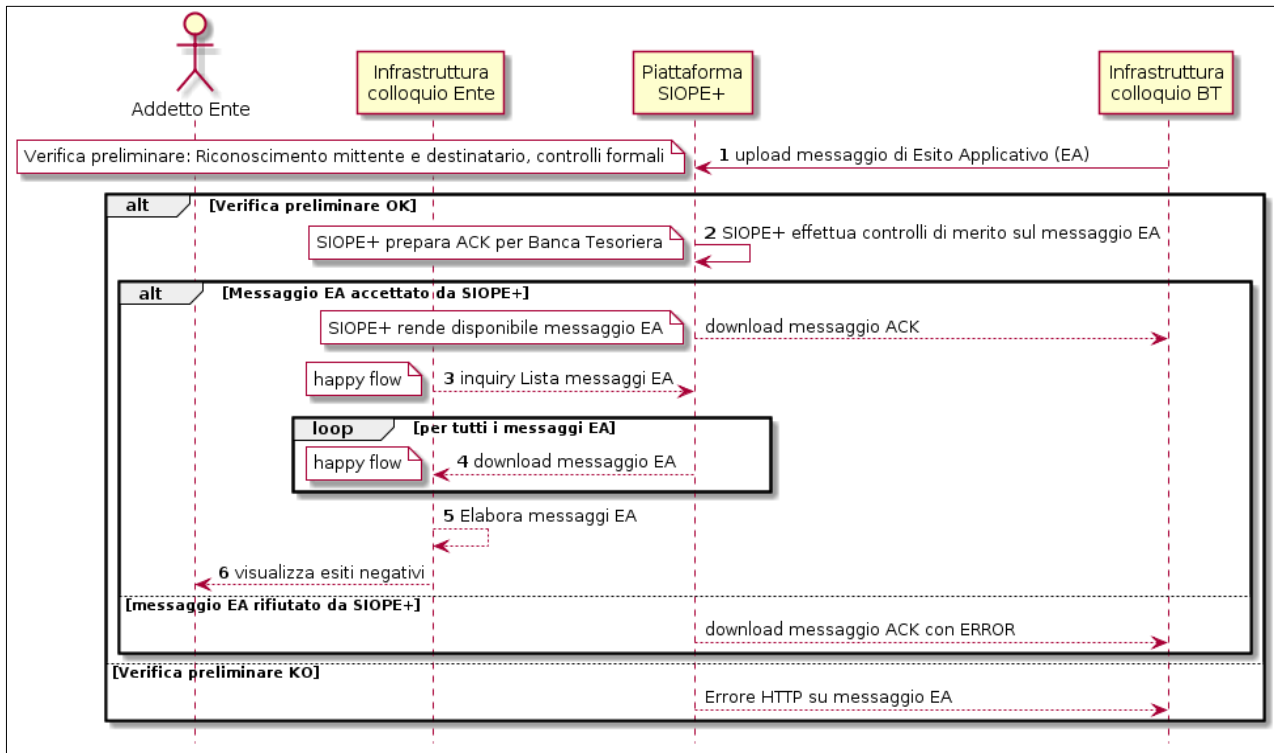 Addetto Ente
Infrastruttura
colloquio Ente
Piattaforma
SIOPE+
Infrastruttura
colloquio BT
Verifica preliminare: Riconoscimento mittente e destinatario, controlli formali
1 upload messaggio di Esito Applicativo (EA)
alt [Verifica preliminare OK]
SIOPE+ prepara ACK per Banca Tesoriera
2 SIOPE+ effettua controlli di merito sul messaggio EA
alt [Messaggio EA accettato da SIOPE+]
SIOPE+ rende disponibile messaggio EA
download messaggio ACK
happy flow
3 inquiry Lista messaggi EA
loop [per tutti i messaggi EA]
happy flow
4 download messaggio EA
5 Elabora messaggi EA
6 visualizza esiti negativi
[messaggio EA rifiutato da SIOPE+]
download messaggio ACK con ERROR
[Verifica preliminare KO]
Errore HTTP su messaggio EA